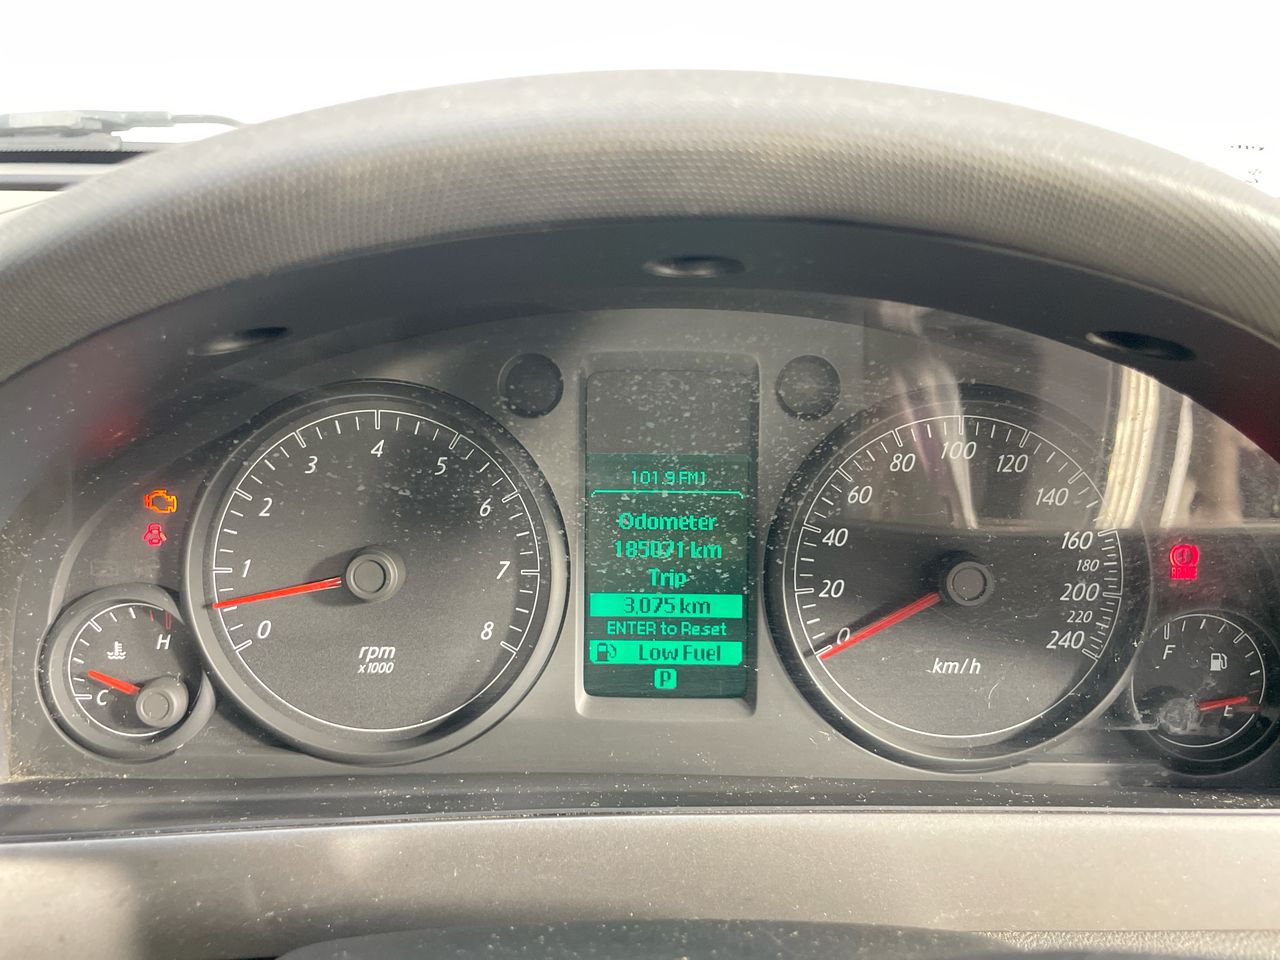 101.9 FM1
Odometer
185071 km
Trip
3,075 km
ENTER to Reset
Low Fuel
P
0
1
2
3
4
5
6
7
8
rpm
x1000
C
H
0
20
40
60
80
100
120
140
160
180
200
220
240
km/h
F
E